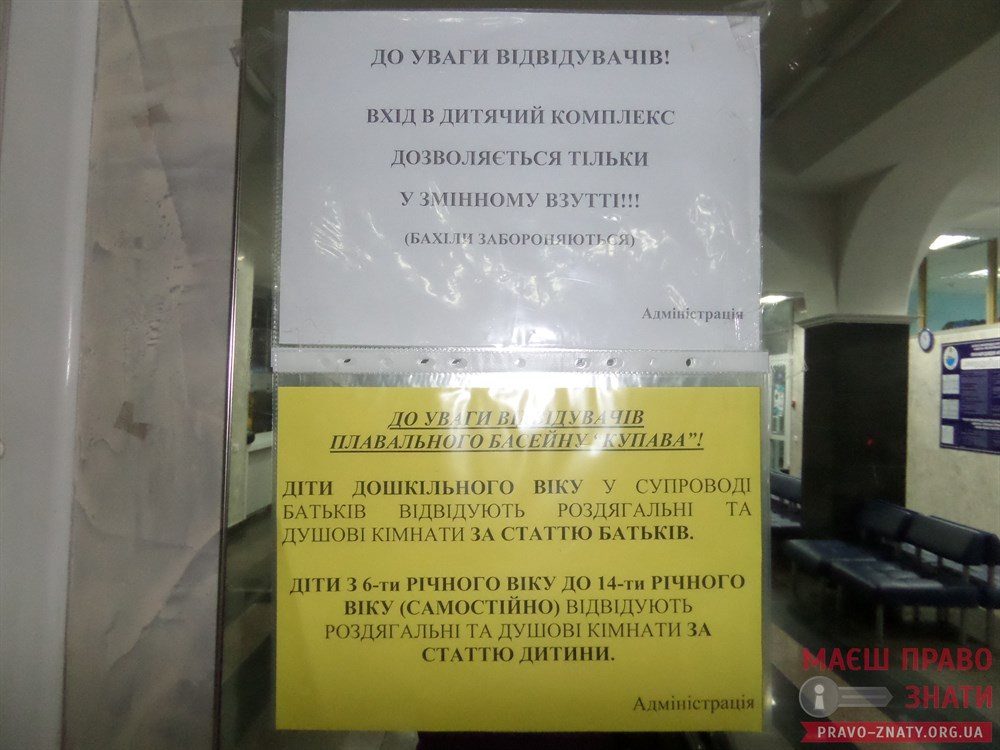 ДО УВАГИ ВІДВІДУВАЧІВ!
ВХІД В ДИТЯЧИЙ КОМПЛЕКС
ДОЗВОЛЯЄТЬСЯ ТІЛЬКИ
У ЗМІННОМУ ВЗУТТІ!!!
(БАХІЛИ ЗАБОРОНЯЮТЬСЯ)
Адміністрація
ДО УВАГИ ВІДВІДУВАЧІВ
ПЛАВАЛЬНОГО БАСЕЙНУ "КУПАВА"!
ДІТИ ДОШКІЛЬНОГО ВІКУ У СУПРОВОДІ
БАТЬКІВ ВІДВІДУЮТЬ РОЗДЯГАЛЬНІ ТА
ДУШОВІ КІМНАТИ ЗА СТАТТЮ БАТЬКІВ.
ДІТИ З 6-ти РІЧНОГО ВІКУ ДО 14-ти РІЧНОГО
ВІКУ (САМОСТІЙНО) ВІДВІДУЮТЬ
РОЗДЯГАЛЬНІ ТА ДУШОВІ КІМНАТИ ЗА
СТАТТЮ ДИТИНИ.
Адміністрація
МАЄШ ПРАВО
ЗНАТИ
PRAVO-ZNATY.ORG.UA